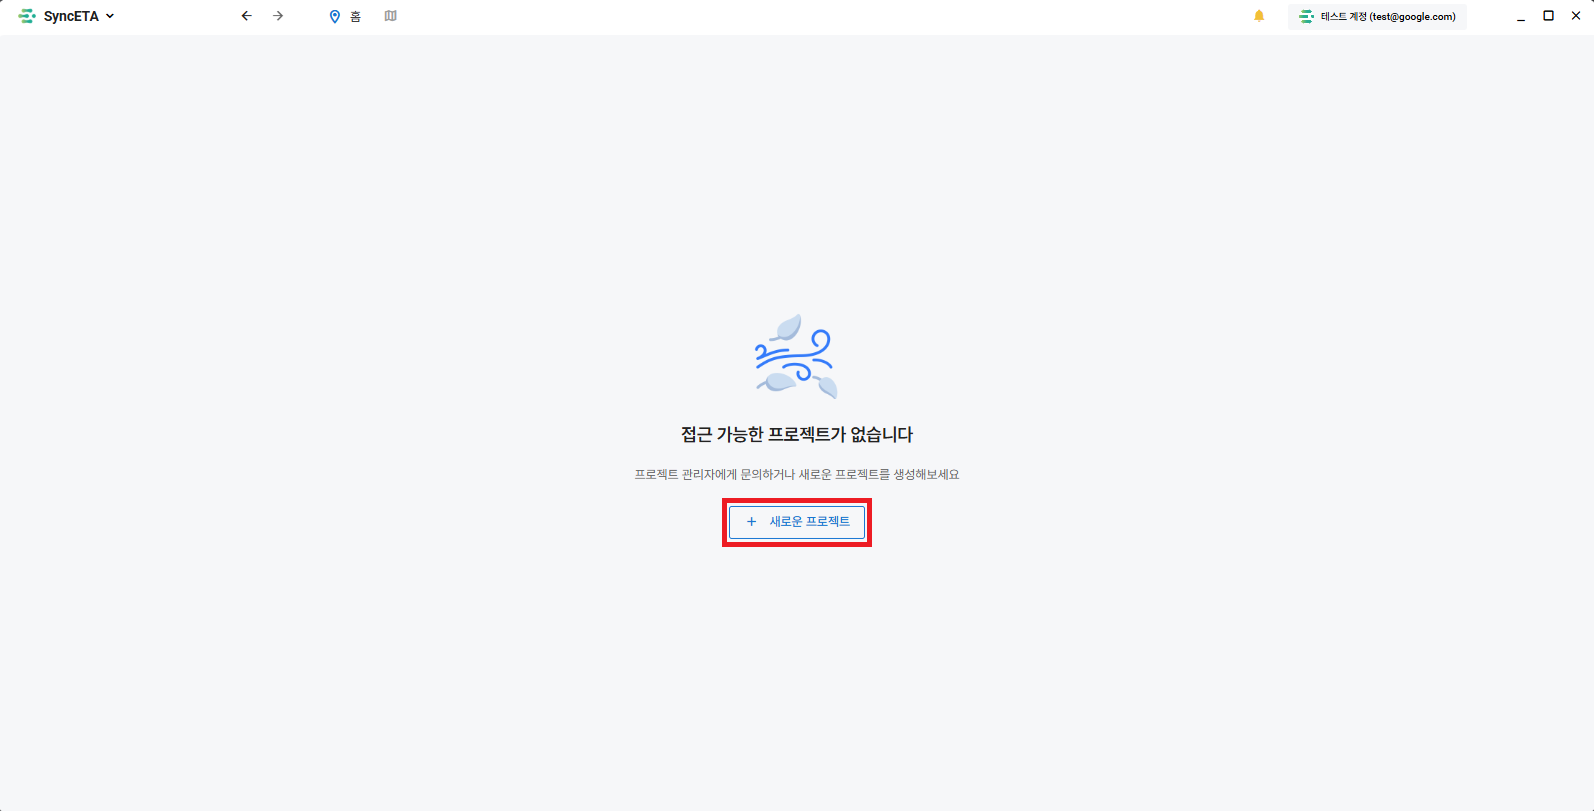 SyncETA
홈
테스트 계정 (test@google.com)
접근 가능한 프로젝트가 없습니다
프로젝트 관리자에게 문의하거나 새로운 프로젝트를 생성해보세요
+ 새로운 프로젝트